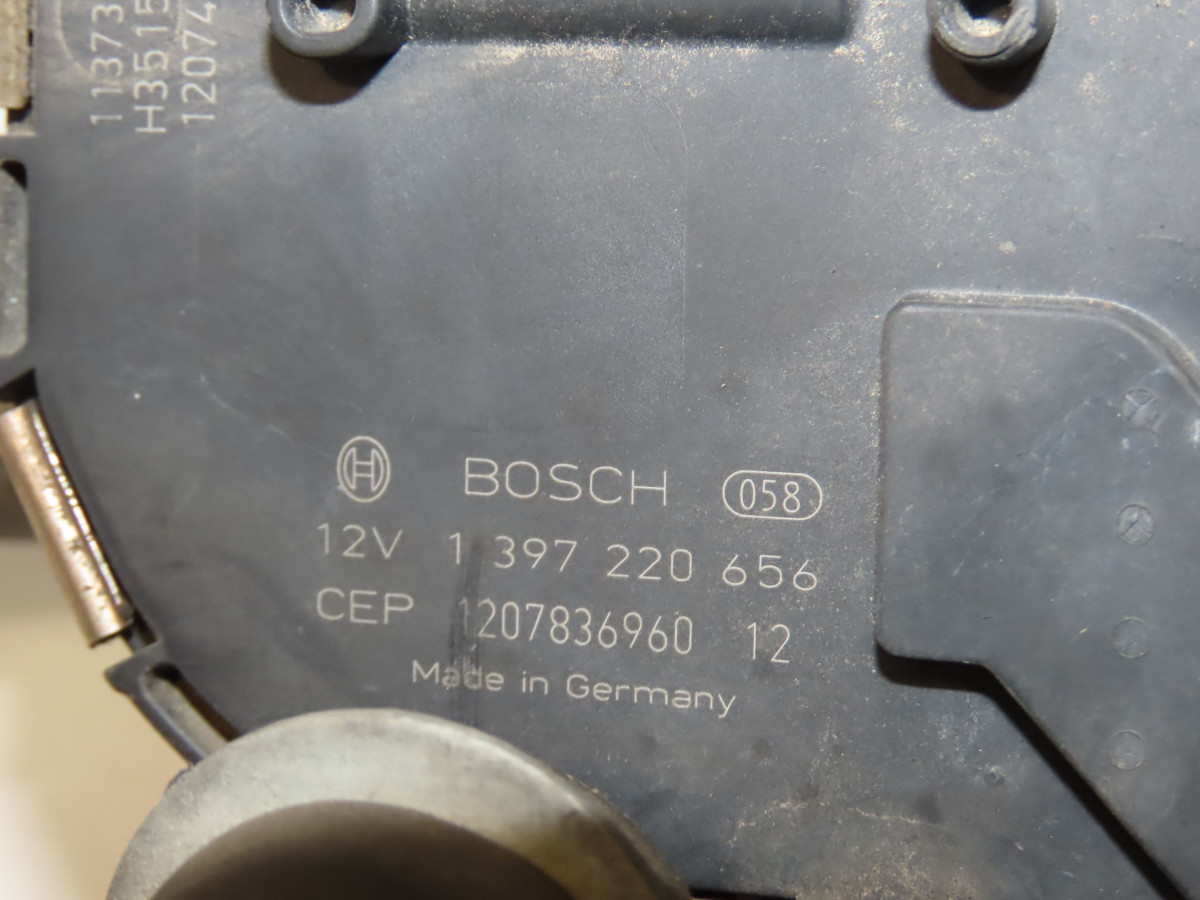 11373
H3515
12074
BOSCH 058
12V 1 397 220 656
CEP 1207836960 12
Made in Germany